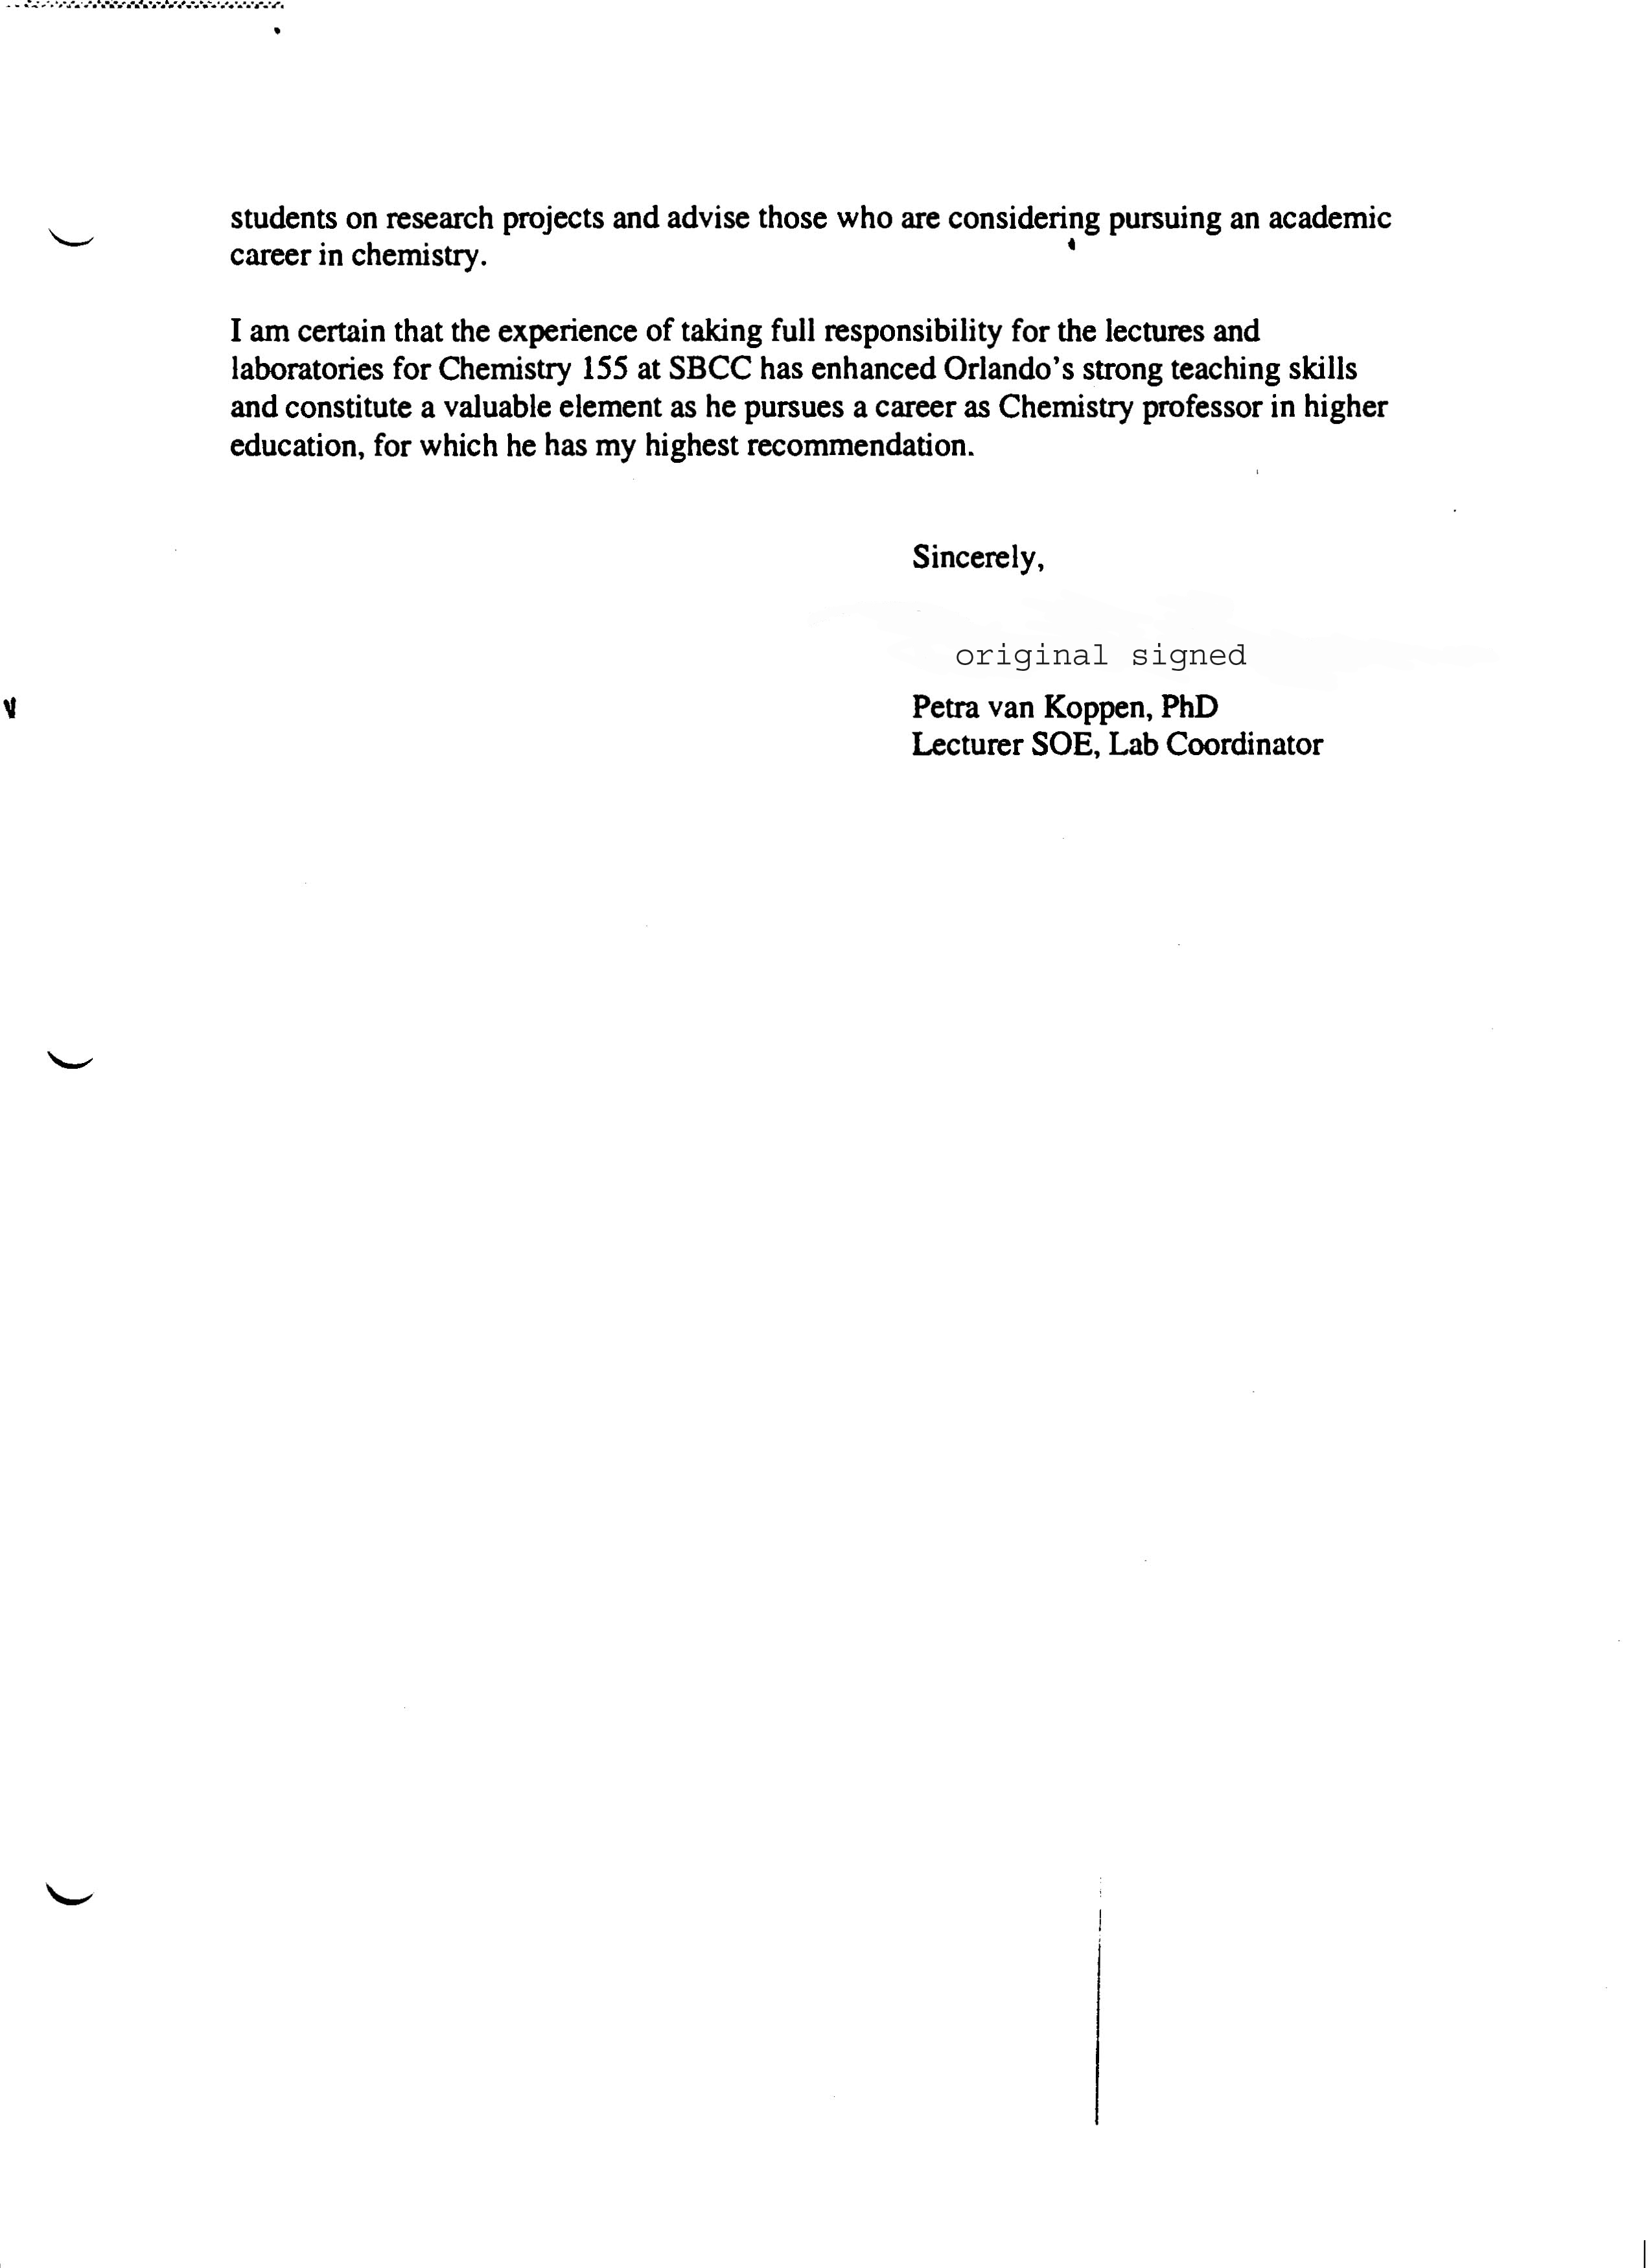 students on research projects and advise those who are considering pursuing an academic
career in chemistry.
I am certain that the experience of taking full responsibility for the lectures and
laboratories for Chemistry 155 at SBCC has enhanced Orlando's strong teaching skills
and constitute a valuable element as he pursues a career as Chemistry professor in higher
education, for which he has my highest recommendation.
Sincerely,
original signed
Petra van Koppen, PhD
Lecturer SOE, Lab Coordinator